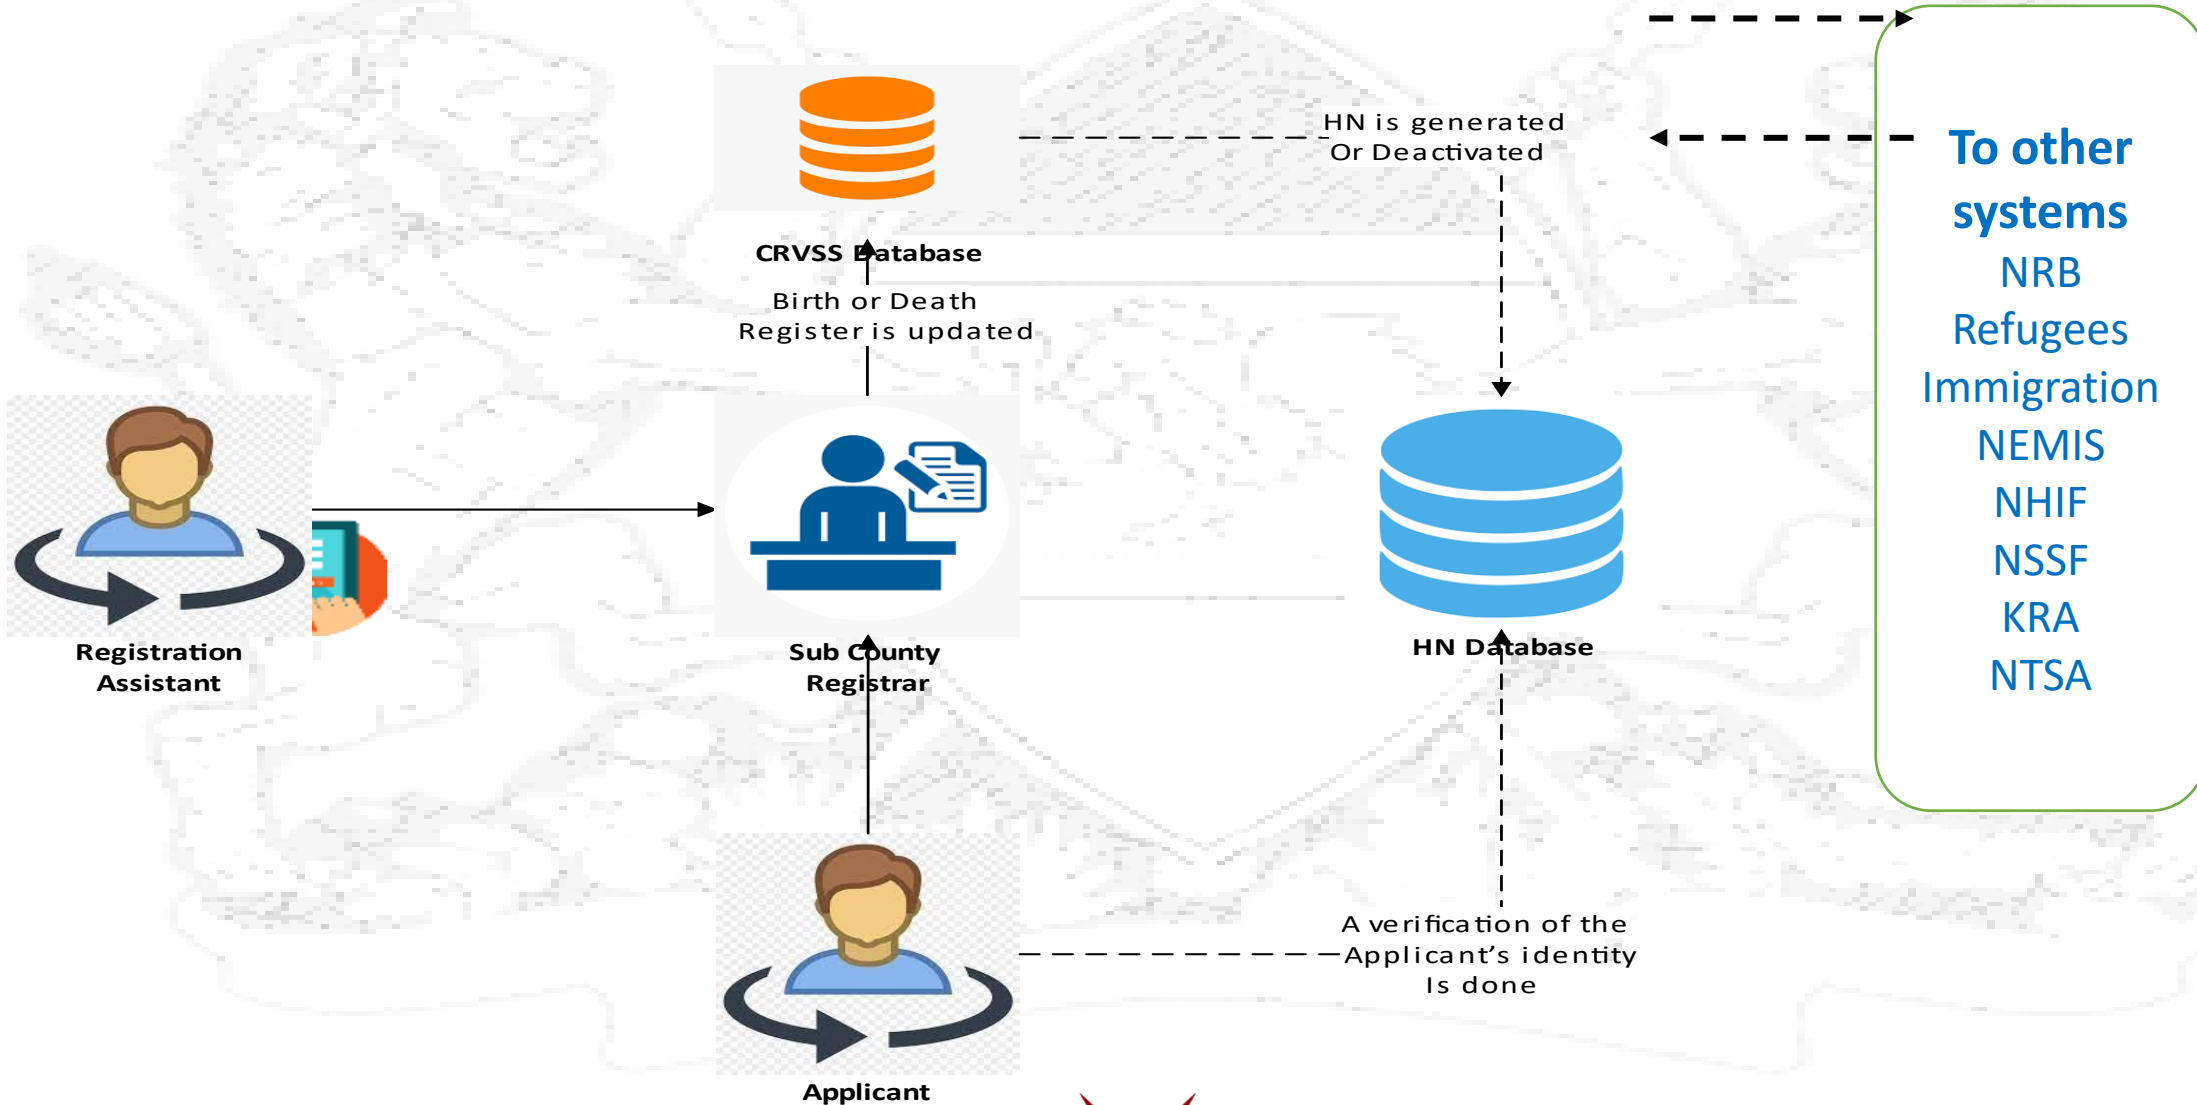 HN is generated
Or Deactivated
CRVSS Database
Birth or Death
Register is updated
Registration
Assistant
Sub County
Registrar
HN Database
A verification of the
Applicant's identity
Is done
Applicant
To other
systems
NRB
Refugees
Immigration
NEMIS
NHIF
NSSF
KRA
NTSA